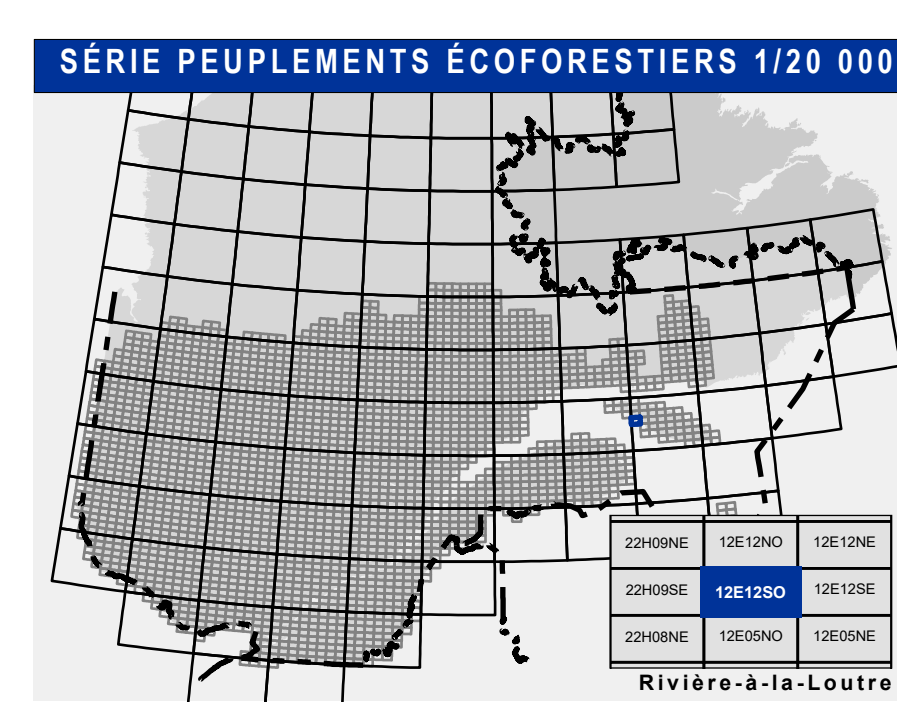 SÉRIE PEUPLEMENTS ÉCOFORESTIERS 1/20 000
22H09NE 12E12NO 12E12NE
22H09SE 12E12SO 12E12SE
22H08NE 12E05NO 12E05NE
Rivière-à-la-Loutre